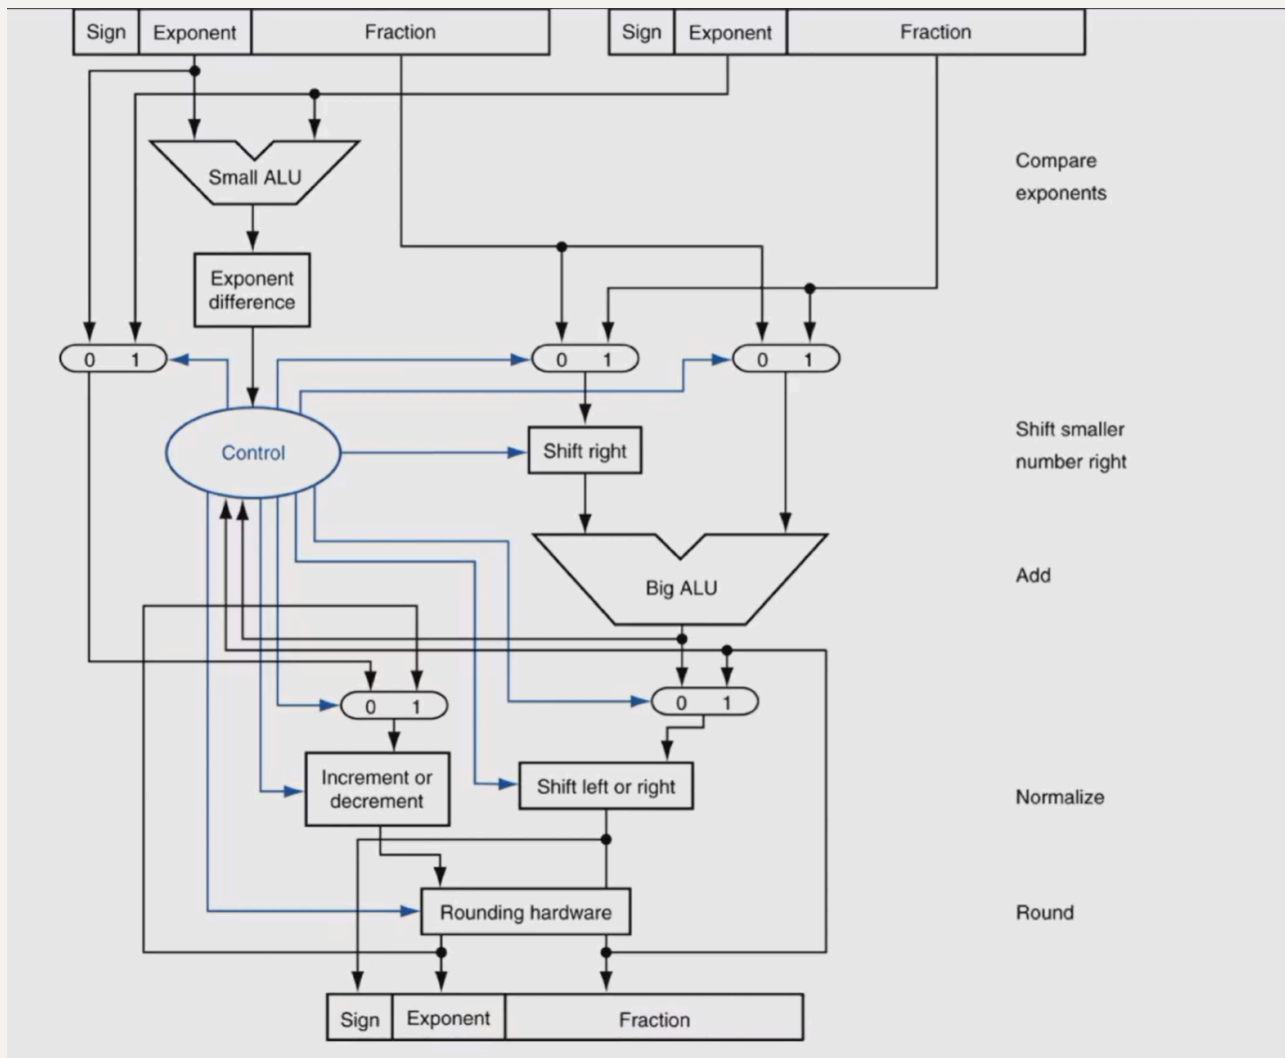 Sign Exponent Fraction Sign Exponent Fraction
Small ALU
Compare
exponents
Exponent
difference
0 1 0 1 0 1
Control
Shift right
Shift smaller
number right
Big ALU
Add
0 1 0 1
Increment or
decrement
Shift left or right
Normalize
Rounding hardware
Round
Sign Exponent Fraction